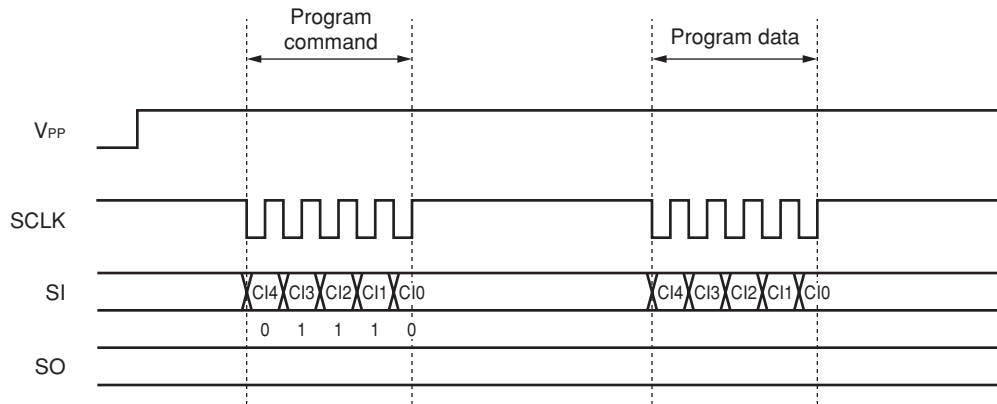 Program
command
Program data
VPP
SCLK
SI
CI4 CI3 CI2 CI1 CI0
CI4 CI3 CI2 CI1 CI0
0 1 1 1 0
SO